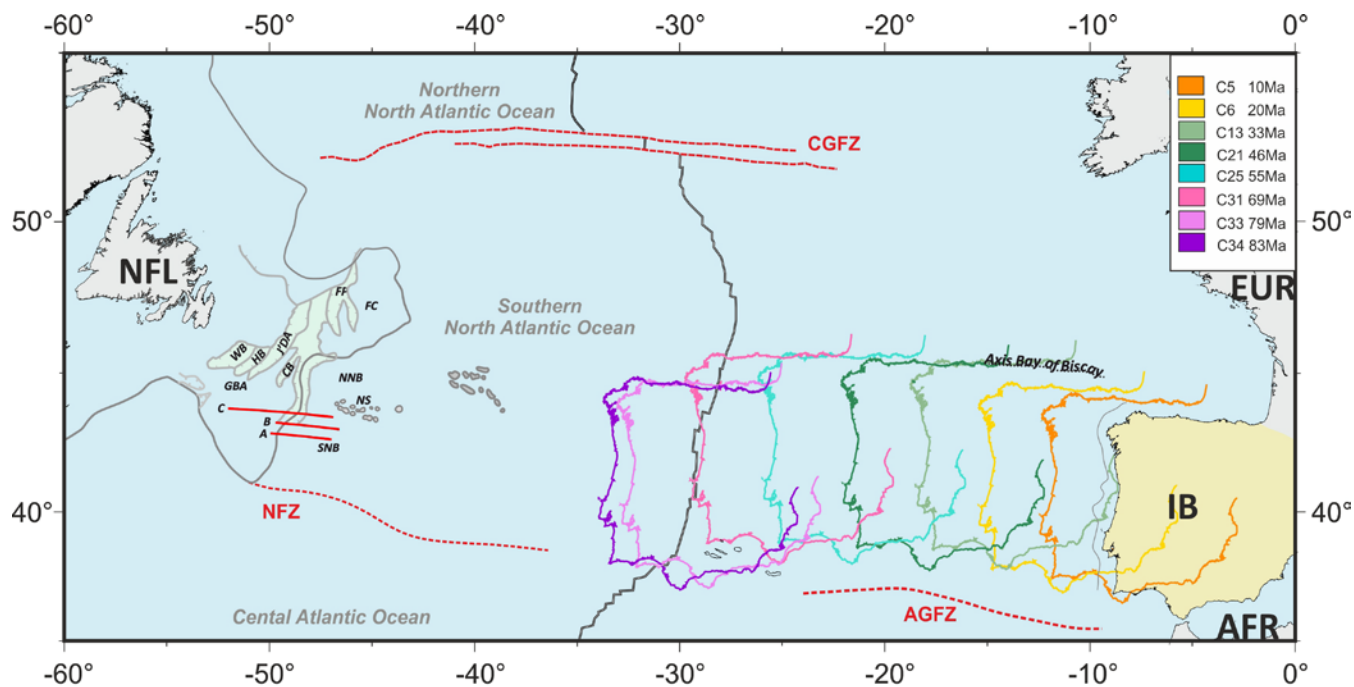 -60° -50° -40° -30° -20° -10° 0°
Northern
North Atlantic Ocean
CGFZ
C5 10Ma
C6 20Ma
C13 33Ma
C21 46Ma
C25 55Ma
C31 69Ma
C33 79Ma
C34 83Ma
50° 50°
NFL
EUR
FP
FC
Southern
North Atlantic Ocean
WB
HB
J'DA
CB
GBA
NNB
NS
Axis Bay of Biscay
C
B
A
SNB
NFZ
40° 40°
IB
AGFZ
Cental Atlantic Ocean
AFR
-60° -50° -40° -30° -20° -10° 0°